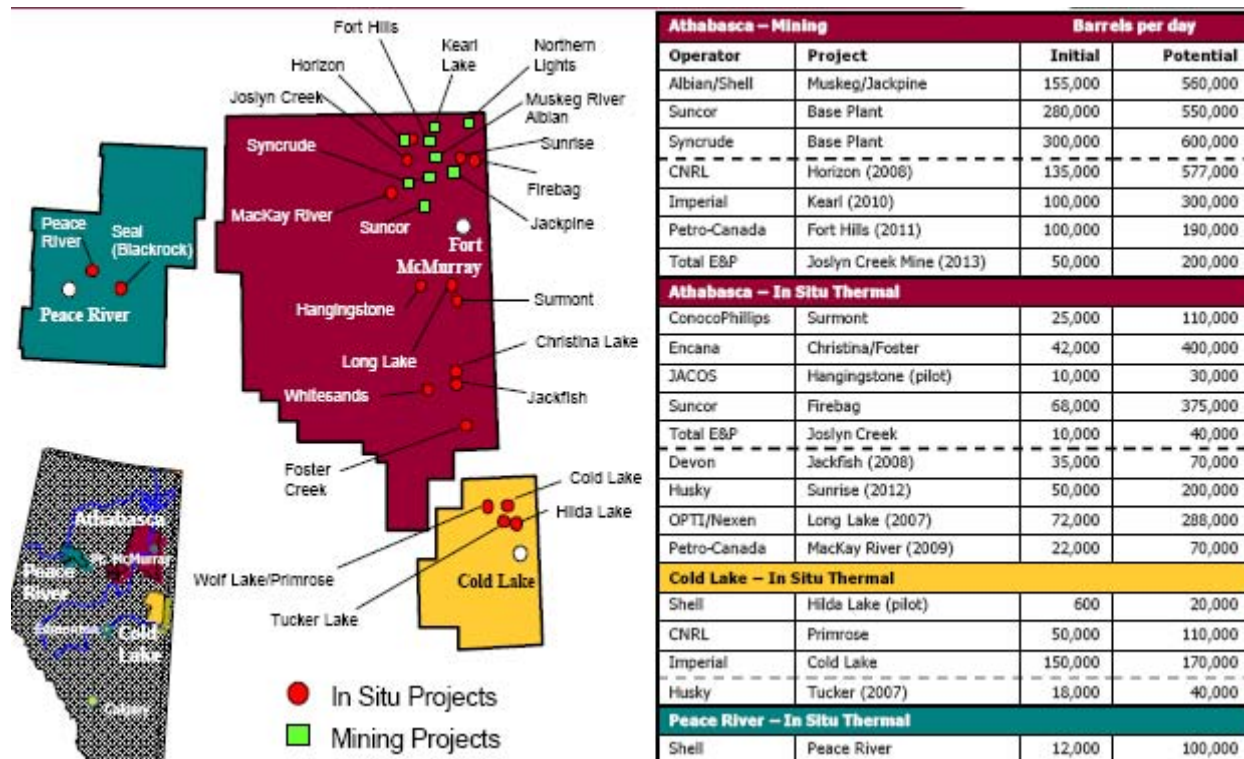 Fort Hills
Kearl
Lake
Northern
Lights
Horizon
Joslyn Creek
Muskeg River
Albian
Syncrude
Sunrise
Firebag
MacKay River
Suncor
Jackpine
Fort
McMurray
Peace
River
Seal
(Blackrock)
Peace River
Hangingstone
Surmont
Long Lake
Christina Lake
Whitesands
Jackfish
Foster
Creek
Cold Lake
Hilda Lake
Wolf Lake/Primrose
Cold Lake
Tucker Lake
Athabasca
Ft. McMurray
Peace
River
Cold
Lake
Calgary
In Situ Projects
Mining Projects
Athabasca – Mining Barrels per day
Operator Project Initial Potential
Albian/Shell Muskeg/Jackpine 155,000 560,000
Suncor Base Plant 280,000 550,000
Syncrude Base Plant 300,000 600,000
CNRL Horizon (2008) 135,000 577,000
Imperial Kearl (2010) 100,000 300,000
Petro-Canada Fort Hills (2011) 100,000 190,000
Total E&P Joslyn Creek Mine (2013) 50,000 200,000
Athabasca – In Situ Thermal
ConocoPhillips Surmont 25,000 110,000
Encana Christina/Foster 42,000 400,000
JACOS Hangingstone (pilot) 10,000 30,000
Suncor Firebag 68,000 375,000
Total E&P Joslyn Creek 10,000 40,000
Devon Jackfish (2008) 35,000 70,000
Husky Sunrise (2012) 50,000 200,000
OPTI/Nexen Long Lake (2007) 72,000 288,000
Petro-Canada MacKay River (2009) 22,000 70,000
Cold Lake – In Situ Thermal
Shell Hilda Lake (pilot) 600 20,000
CNRL Primrose 50,000 110,000
Imperial Cold Lake 150,000 170,000
Husky Tucker (2007) 18,000 40,000
Peace River – In Situ Thermal
Shell Peace River 12,000 100,000